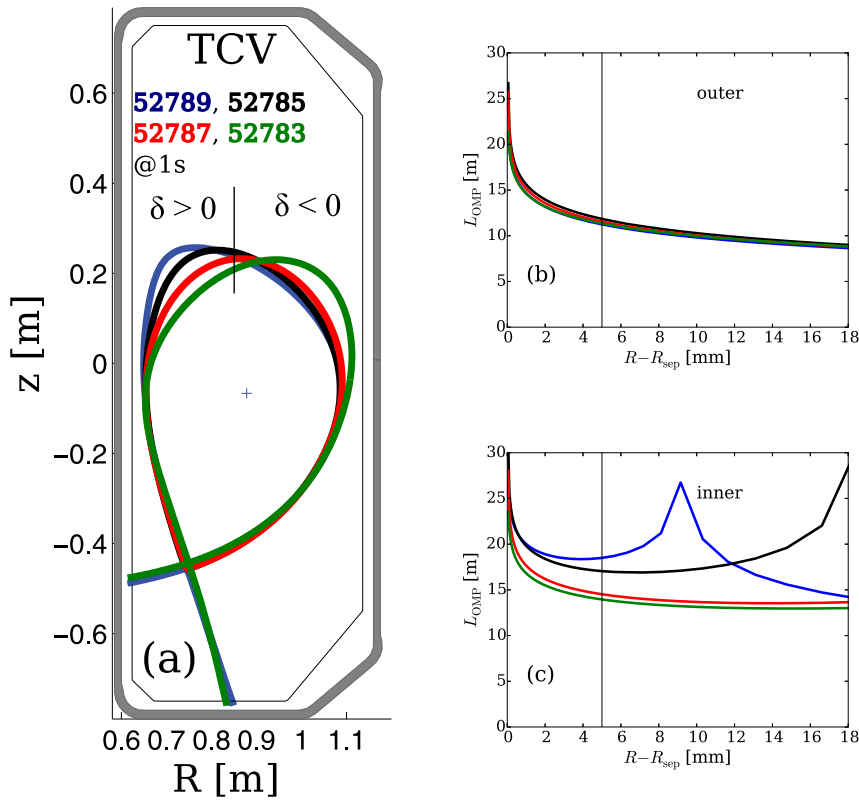 TCV
52789, 52785
52787, 52783
@1s
δ > 0 δ < 0
0.6
0.4
0.2
0
−0.2
−0.4
−0.6
z [m]
(a)
0.6 0.7 0.8 0.9 1 1.1
R [m]
30
25
20
15
10
5
0
L_OMP [m]
outer
(b)
0 2 4 6 8 10 12 14 16 18
R−R_sep [mm]
30
25
20
15
10
5
0
L_OMP [m]
inner
(c)
0 2 4 6 8 10 12 14 16 18
R−R_sep [mm]